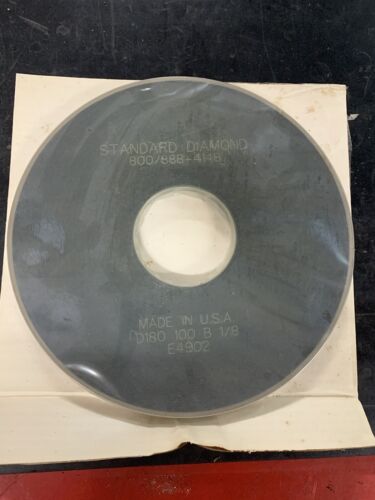 STANDARD DIAMOND
800/888-4118
MADE IN U.S.A
D180 100 B 1/8
E4902